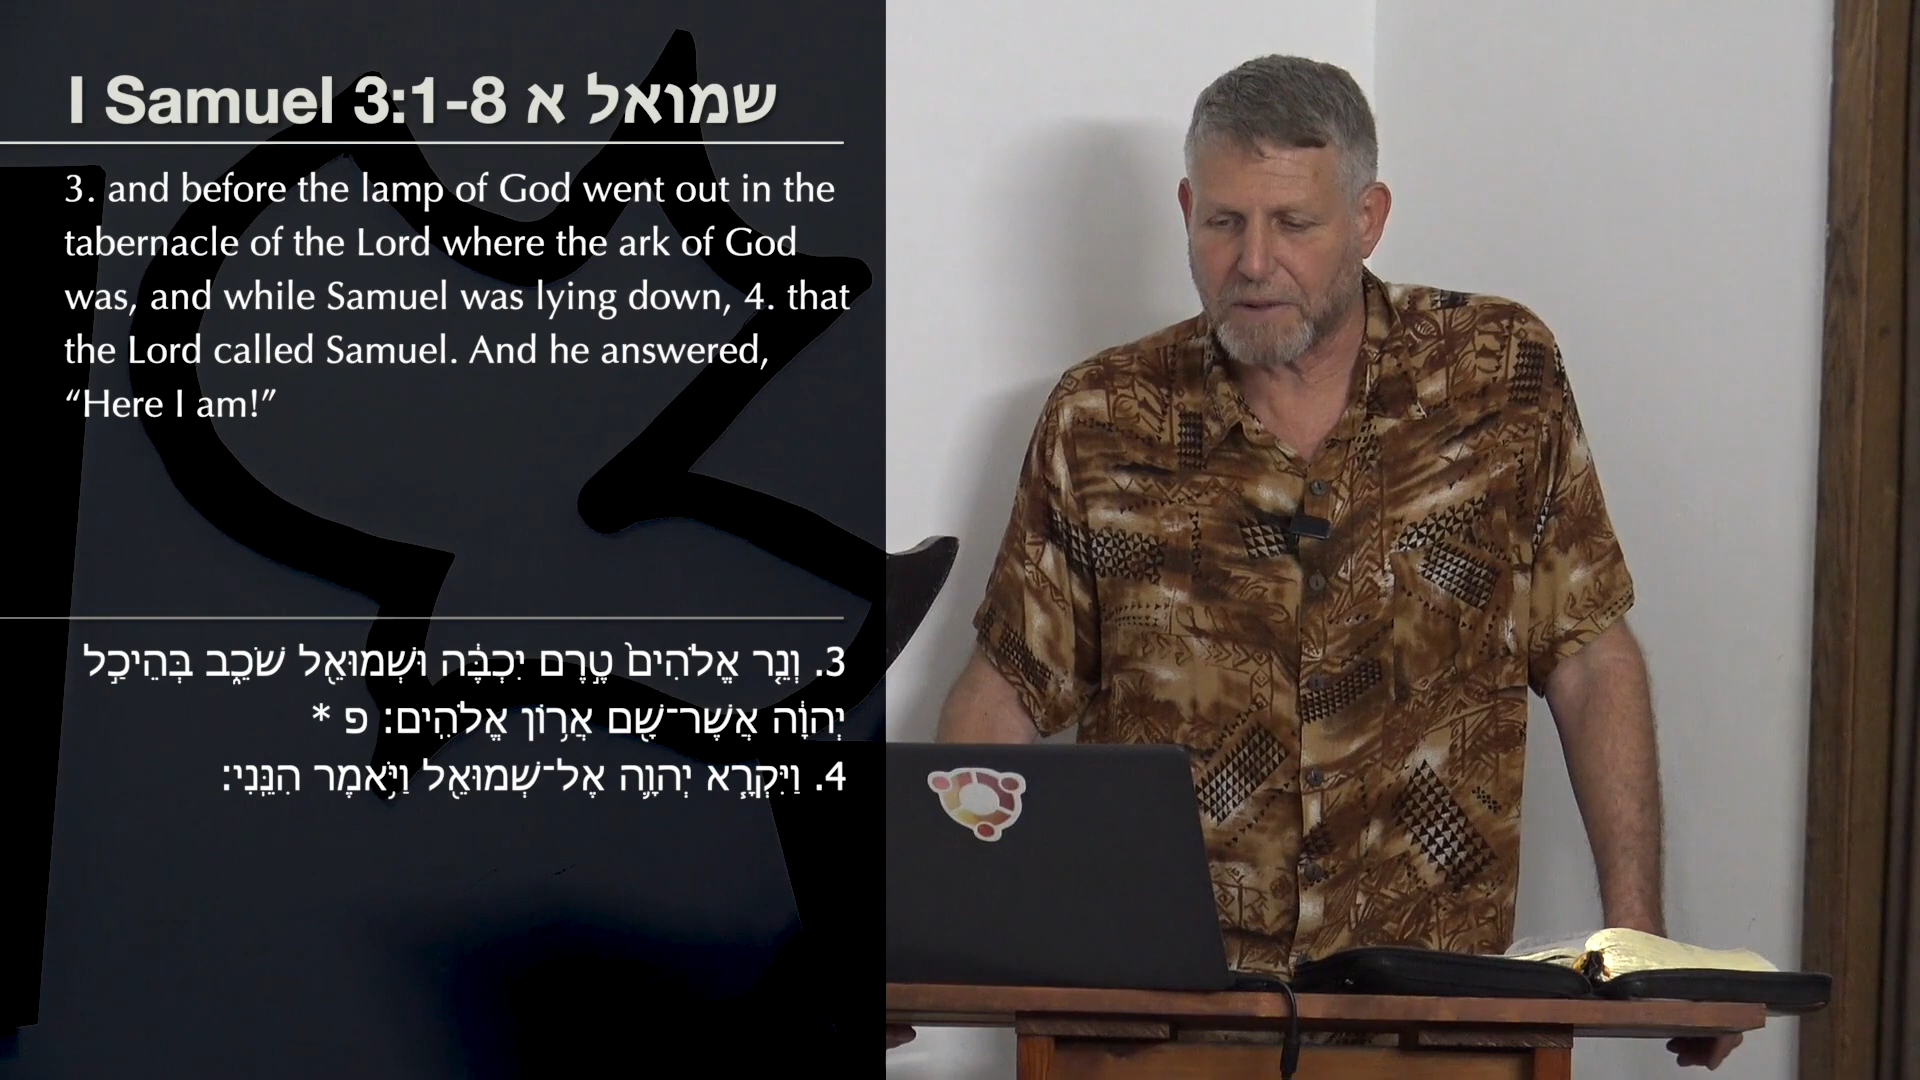 I Samuel 3:1-8 שמואל א
3. and before the lamp of God went out in the
tabernacle of the Lord where the ark of God
was, and while Samuel was lying down, 4. that
the Lord called Samuel. And he answered,
“Here I am!”
3. וְנֵ֤ר אֱלֹהִים֙ טֶ֣רֶם יִכְבֶּ֔ה וּשְׁמוּאֵ֖ל שֹׁכֵ֑ב בְּהֵיכַ֣ל
יְהוָ֔ה אֲשֶׁר־שָׁ֖ם אֲר֥וֹן אֱלֹהִֽים׃ פ *
4. וַיִּקְרָ֧א יְהוָ֛ה אֶל־שְׁמוּאֵ֖ל וַיֹּ֥אמֶר הִנֵּֽנִי׃